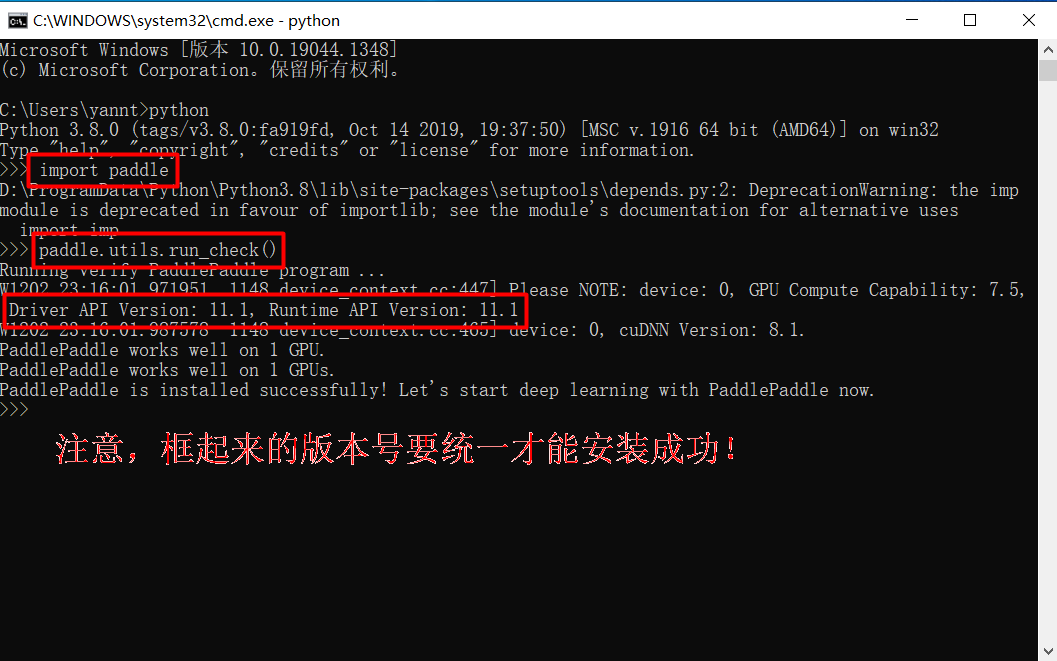 C:\WINDOWS\system32\cmd.exe - python
Microsoft Windows [版本 10.0.19044.1348]
(c) Microsoft Corporation。保留所有权利。
C:\Users\yannt>python
Python 3.8.0 (tags/v3.8.0:fa919fd, Oct 14 2019, 19:37:50) [MSC v.1916 64 bit (AMD64)] on win32
Type "help", "copyright", "credits" or "license" for more information.
>>> import paddle
D:\ProgramData\Python\Python3.8\lib\site-packages\setuptools\depends.py:2: DeprecationWarning: the imp
module is deprecated in favour of importlib; see the module's documentation for alternative uses
import imp
>>> paddle.utils.run_check()
Running verify PaddlePaddle program ...
W1202 23:16:01.971951  1148 device_context.cc:447] Please NOTE: device: 0, GPU Compute Capability: 7.5,
Driver API Version: 11.1, Runtime API Version: 11.1
W1202 23:16:01.987578  1148 device_context.cc:465] device: 0, cuDNN Version: 8.1.
PaddlePaddle works well on 1 GPU.
PaddlePaddle works well on 1 GPUs.
PaddlePaddle is installed successfully! Let's start deep learning with PaddlePaddle now.
>>>
注意，框起来的版本号要统一才能安装成功！